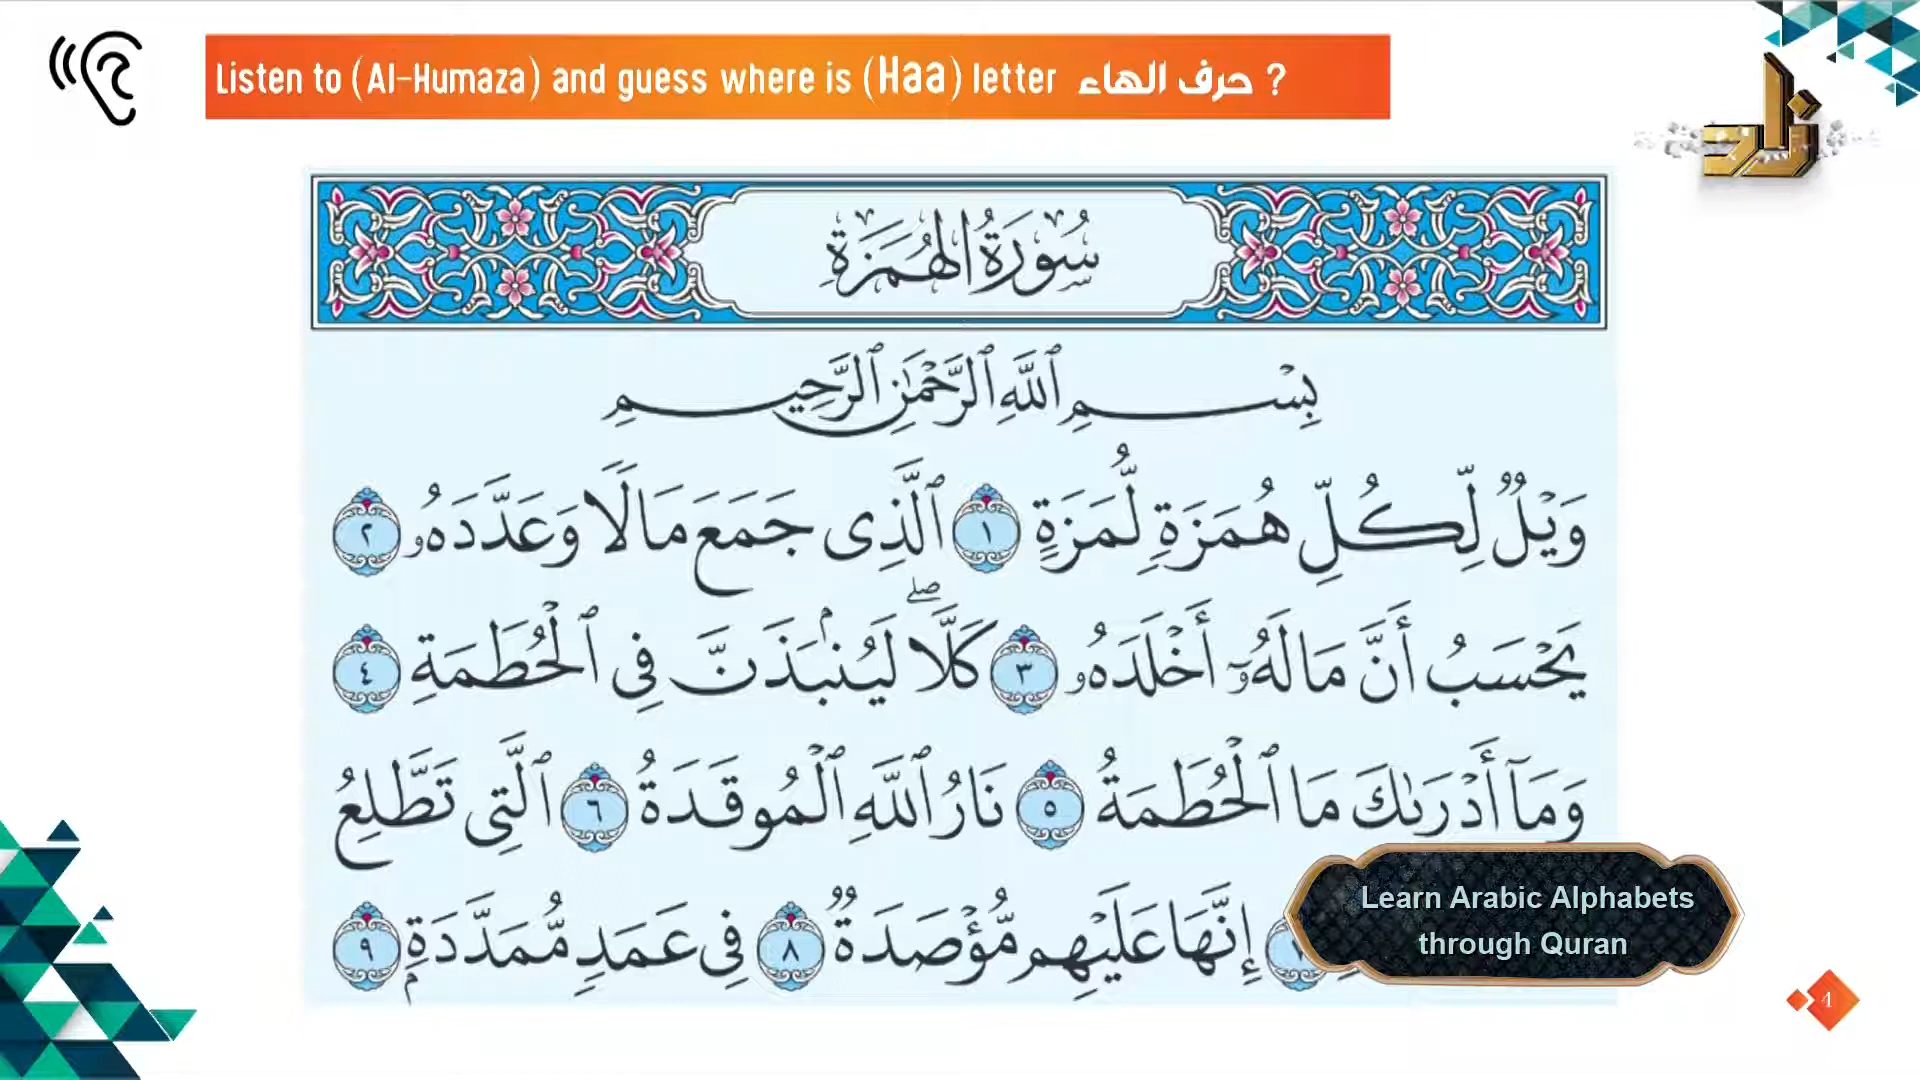 Listen to (Al-Humaza) and guess where is (Haa) letter حرف الهاء ?
سُورَةُ الهُمَزَةِ
بِسْمِ ٱللَّهِ ٱلرَّحْمَٰنِ ٱلرَّحِيمِ
وَيْلٌ لِّكُلِّ هُمَزَةٍ لُّمَزَةٍ ١ ٱلَّذِى جَمَعَ مَالًا وَعَدَّدَهُۥ ٢
يَحْسَبُ أَنَّ مَالَهُۥٓ أَخْلَدَهُۥ ٣ كَلَّاۖ لَيُنۢبَذَنَّ فِى ٱلْحُطَمَةِ ٤
وَمَآ أَدْرَىٰكَ مَا ٱلْحُطَمَةُ ٥ نَارُ ٱللَّهِ ٱلْمُوقَدَةُ ٦ ٱلَّتِى تَطَّلِعُ
إِنَّهَا عَلَيْهِم مُّؤْصَدَةٌ ٨ فِى عَمَدٍ مُّمَدَّدَةٍۭ ٩
Learn Arabic Alphabets
through Quran
4